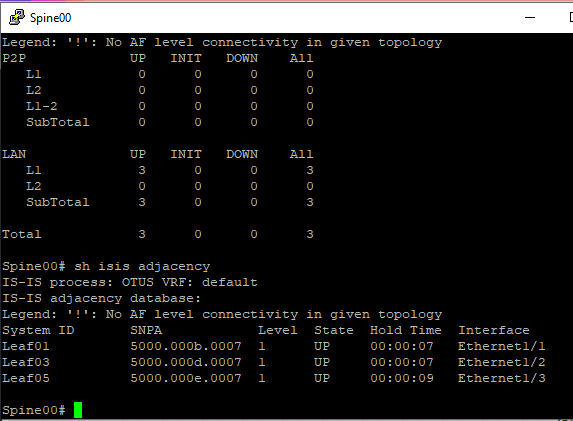 Spine00
Legend: '!': No AF level connectivity in given topology
P2P UP INIT DOWN All
L1 0 0 0 0
L2 0 0 0 0
L1-2 0 0 0 0
SubTotal 0 0 0 0
LAN UP INIT DOWN All
L1 3 0 0 3
L2 0 0 0 0
SubTotal 3 0 0 3
Total 3 0 0 3
Spine00# sh isis adjacency
IS-IS process: OTUS VRF: default
IS-IS adjacency database:
Legend: '!': No AF level connectivity in given topology
System ID SNPA Level State Hold Time Interface
Leaf01 5000.000b.0007 1 UP 00:00:07 Ethernet1/1
Leaf03 5000.000d.0007 1 UP 00:00:07 Ethernet1/2
Leaf05 5000.000e.0007 1 UP 00:00:09 Ethernet1/3
Spine00#